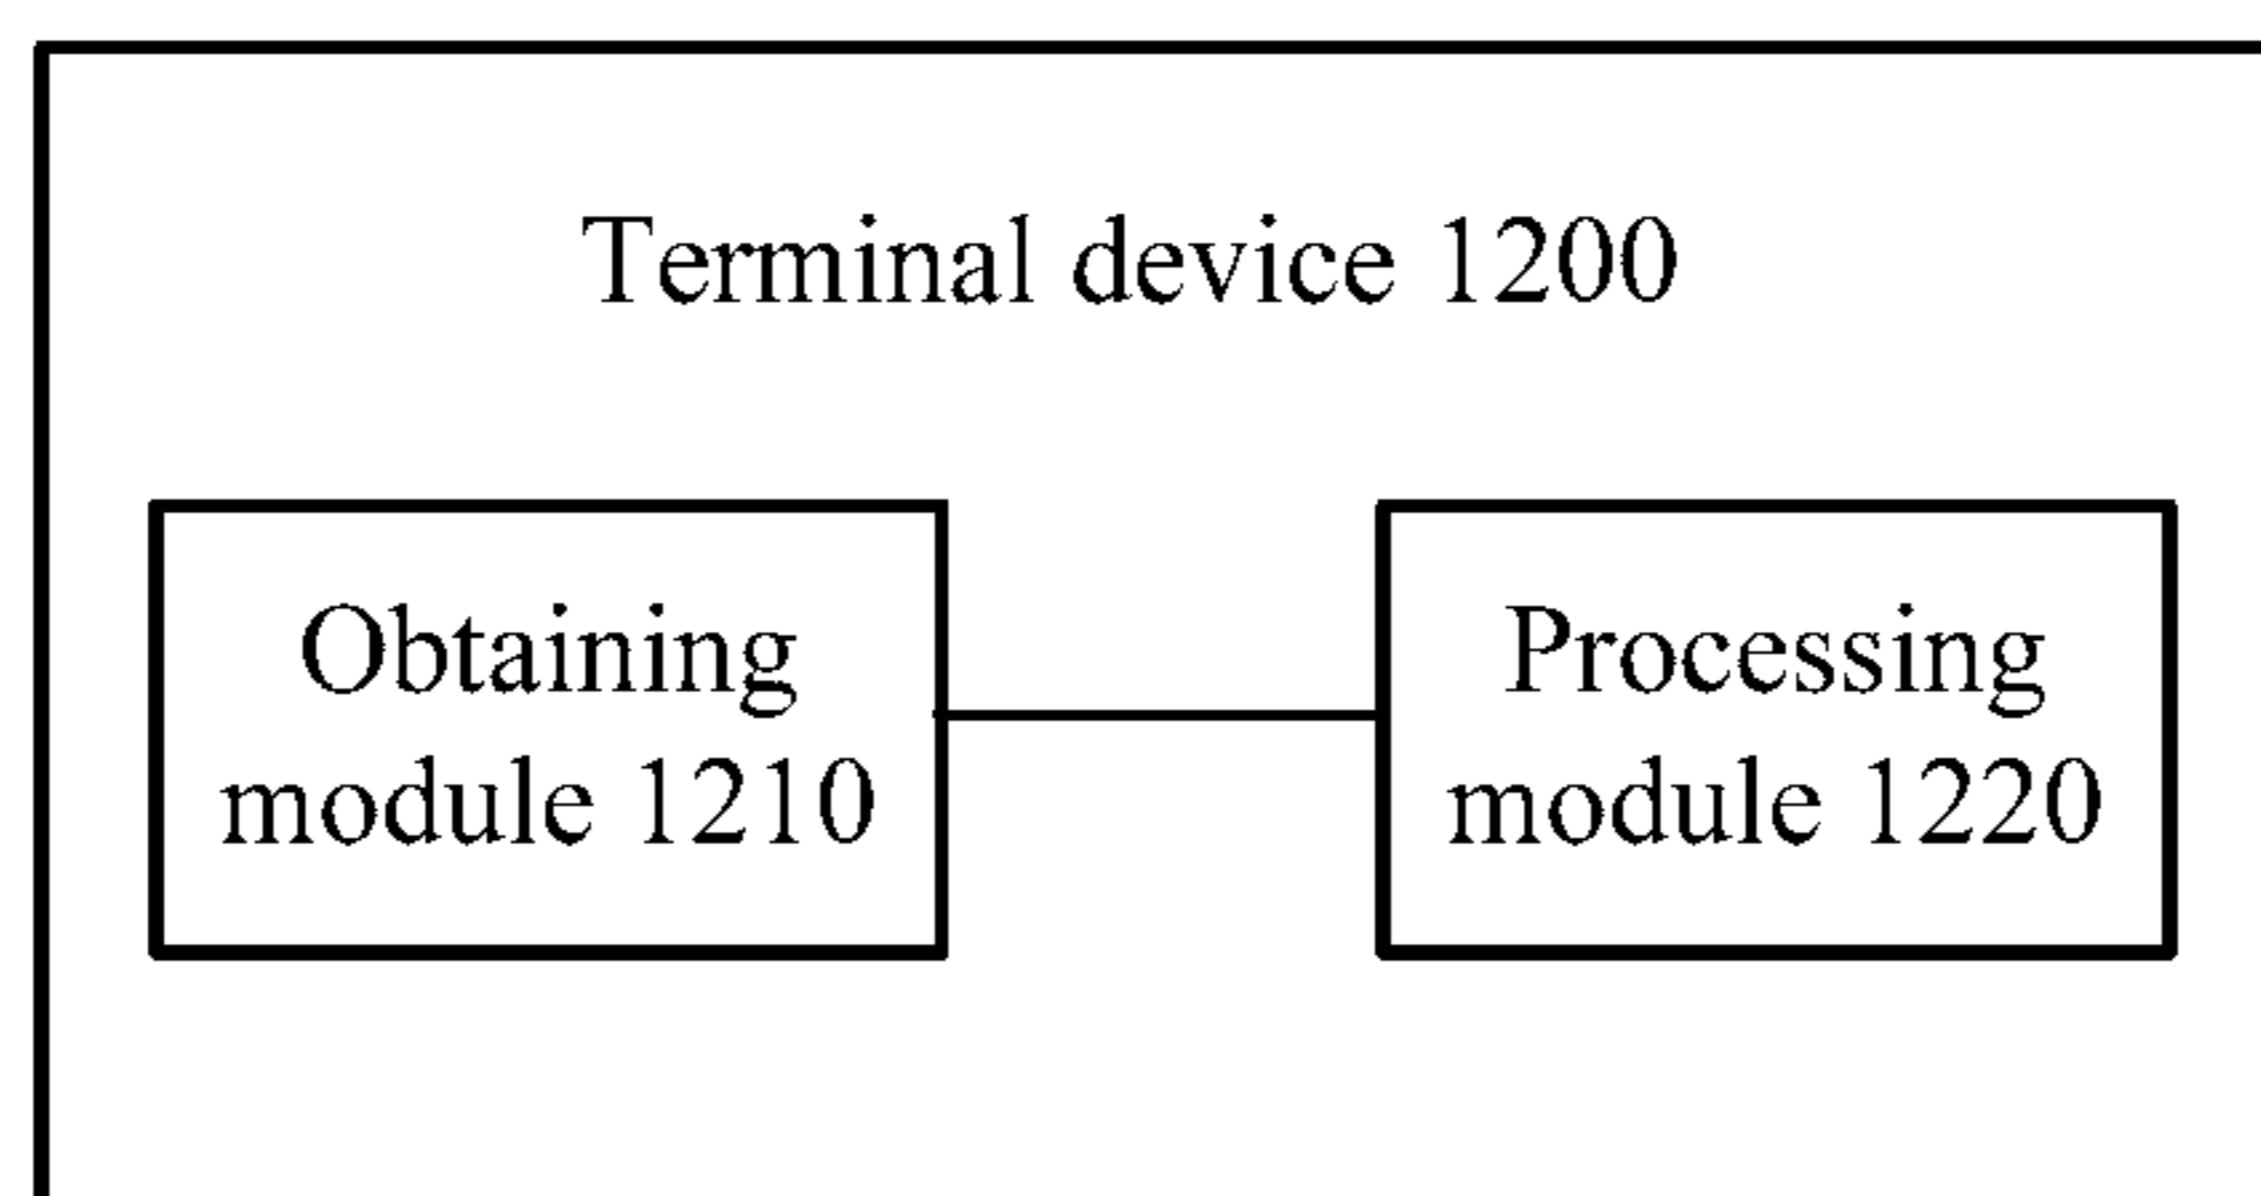 Terminal device 1200
Obtaining
module 1210
Processing
module 1220